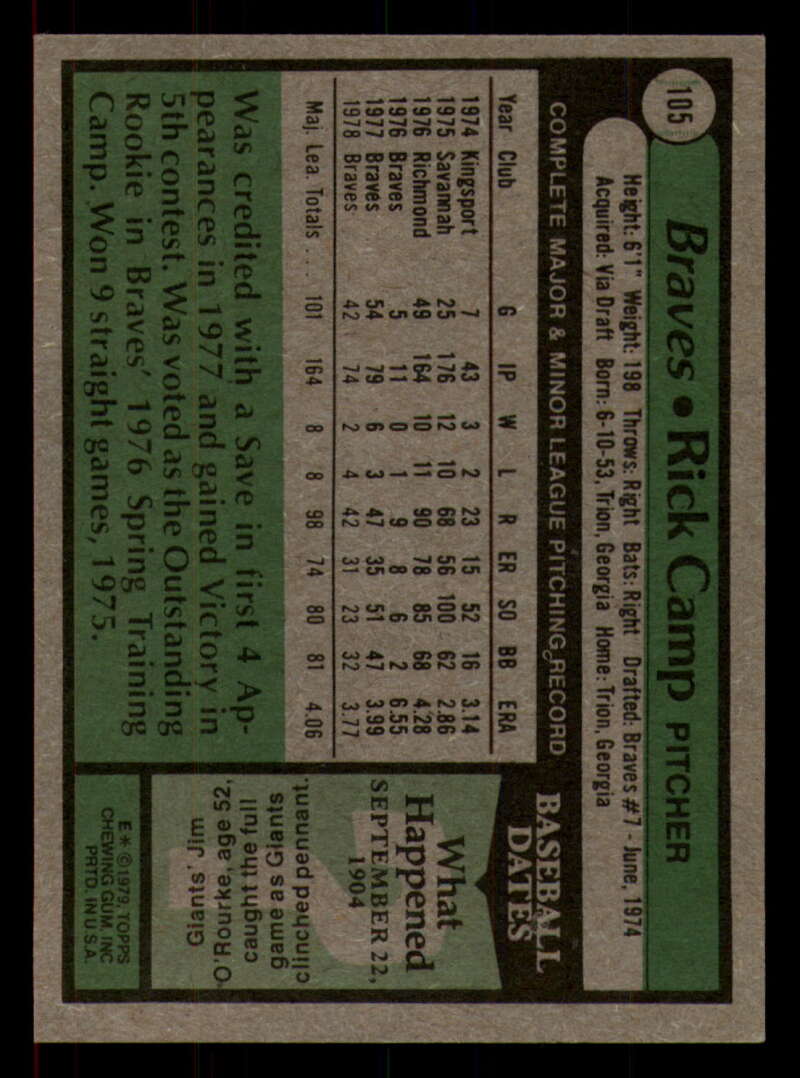 105
Braves • Rick Camp PITCHER
Height: 6'1" Weight: 198 Throws: Right Bats: Right Drafted: Braves #7 - June, 1974
Acquired: Via Draft Born: 6-10-53, Trion, Georgia Home: Trion, Georgia
COMPLETE MAJOR & MINOR LEAGUE PITCHING RECORD
Year Club G IP W L R ER SO BB ERA
1974 Kingsport 7 43 3 2 23 15 52 16 3.14
1975 Savannah 25 176 12 10 68 56 100 62 2.86
1976 Richmond 49 164 10 11 90 78 85 68 4.28
1976 Braves 5 11 0 1 9 8 6 2 6.55
1977 Braves 54 79 6 3 47 35 51 47 3.99
1978 Braves 42 74 2 4 42 31 23 32 3.77
Maj. Lea. Totals . . . 101 164 8 8 98 74 80 81 4.06
Was credited with a Save in first 4 Ap-
pearances in 1977 and gained Victory in
5th contest. Was voted as the Outstanding
Rookie in Braves' 1976 Spring Training
Camp. Won 9 straight games, 1975.
BASEBALL
DATES
What
Happened
SEPTEMBER 22,
1904
Giants' Jim
O'Rourke, age 52,
caught the full
game as Giants
clinched pennant.
E * © 1979, TOPPS
CHEWING GUM, INC
PRTD. IN U.S.A.